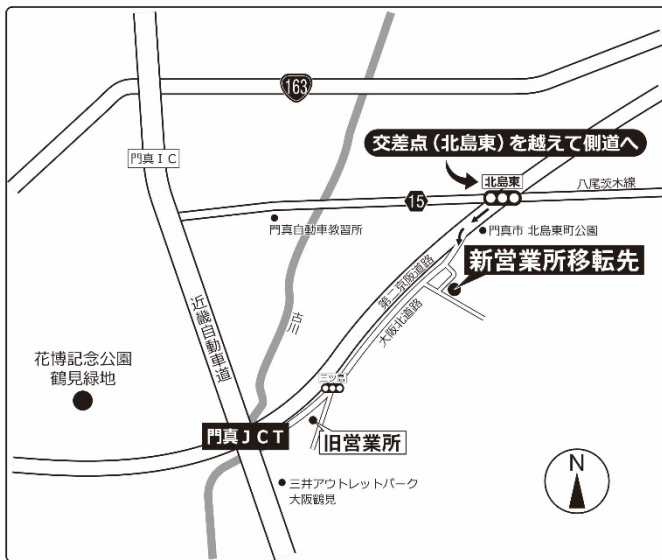 163
門真IC
交差点(北島東)を越えて側道へ
北島東
八尾茨木線
15
門真自動車教習所
門真市 北島東町公園
新営業所移転先
第二京阪道路
大阪北道路
近畿自動車道
古川
花博記念公園
鶴見緑地
三ツ島
門真JCT
旧営業所
三井アウトレットパーク
大阪鶴見
N